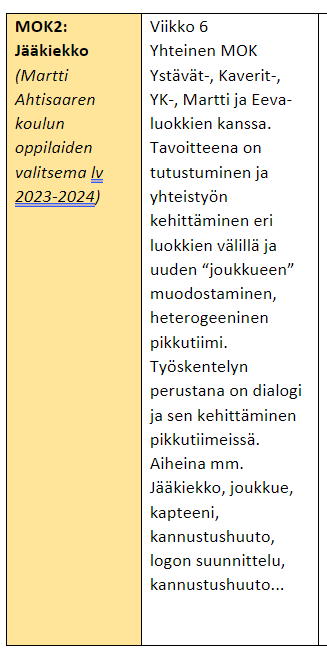 MOK2:
Jääkiekko
(Martti
Ahtisaaren
koulun
oppilaiden
valitsema lv
2023-2024)
Viikko 6
Yhteinen MOK
Ystävät-, Kaverit-,
YK-, Martti ja Eeva-
luokkien kanssa.
Tavoitteena on
tutustuminen ja
yhteistyön
kehittäminen eri
luokkien välillä ja
uuden “joukkueen”
muodostaminen,
heterogeeninen
pikkutiimi.
Työskentelyn
perustana on dialogi
ja sen kehittäminen
pikkutiimeissä.
Aiheina mm.
Jääkiekko, joukkue,
kapteeni,
kannustushuuto,
logon suunnittelu,
kannustushuuto...